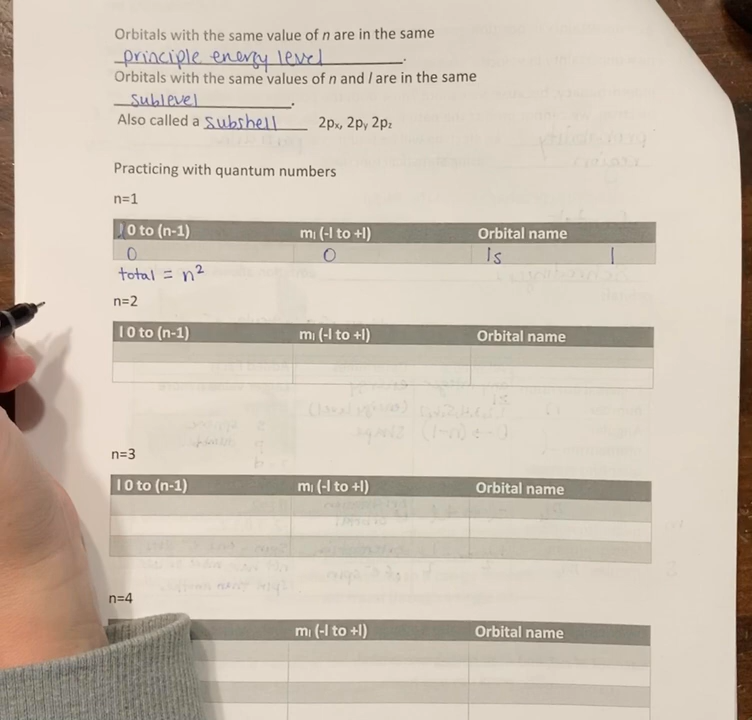 Orbitals with the same value of n are in the same
principle energy level.
Orbitals with the same values of n and l are in the same
sublevel.
Also called a subshell 2pₓ, 2pᵧ 2p₂
Practicing with quantum numbers
n=1
l 0 to (n-1) mₗ (-l to +l) Orbital name
0 0 1s 1
total = n²
n=2
l 0 to (n-1) mₗ (-l to +l) Orbital name
n=3
l 0 to (n-1) mₗ (-l to +l) Orbital name
n=4
mₗ (-l to +l) Orbital name